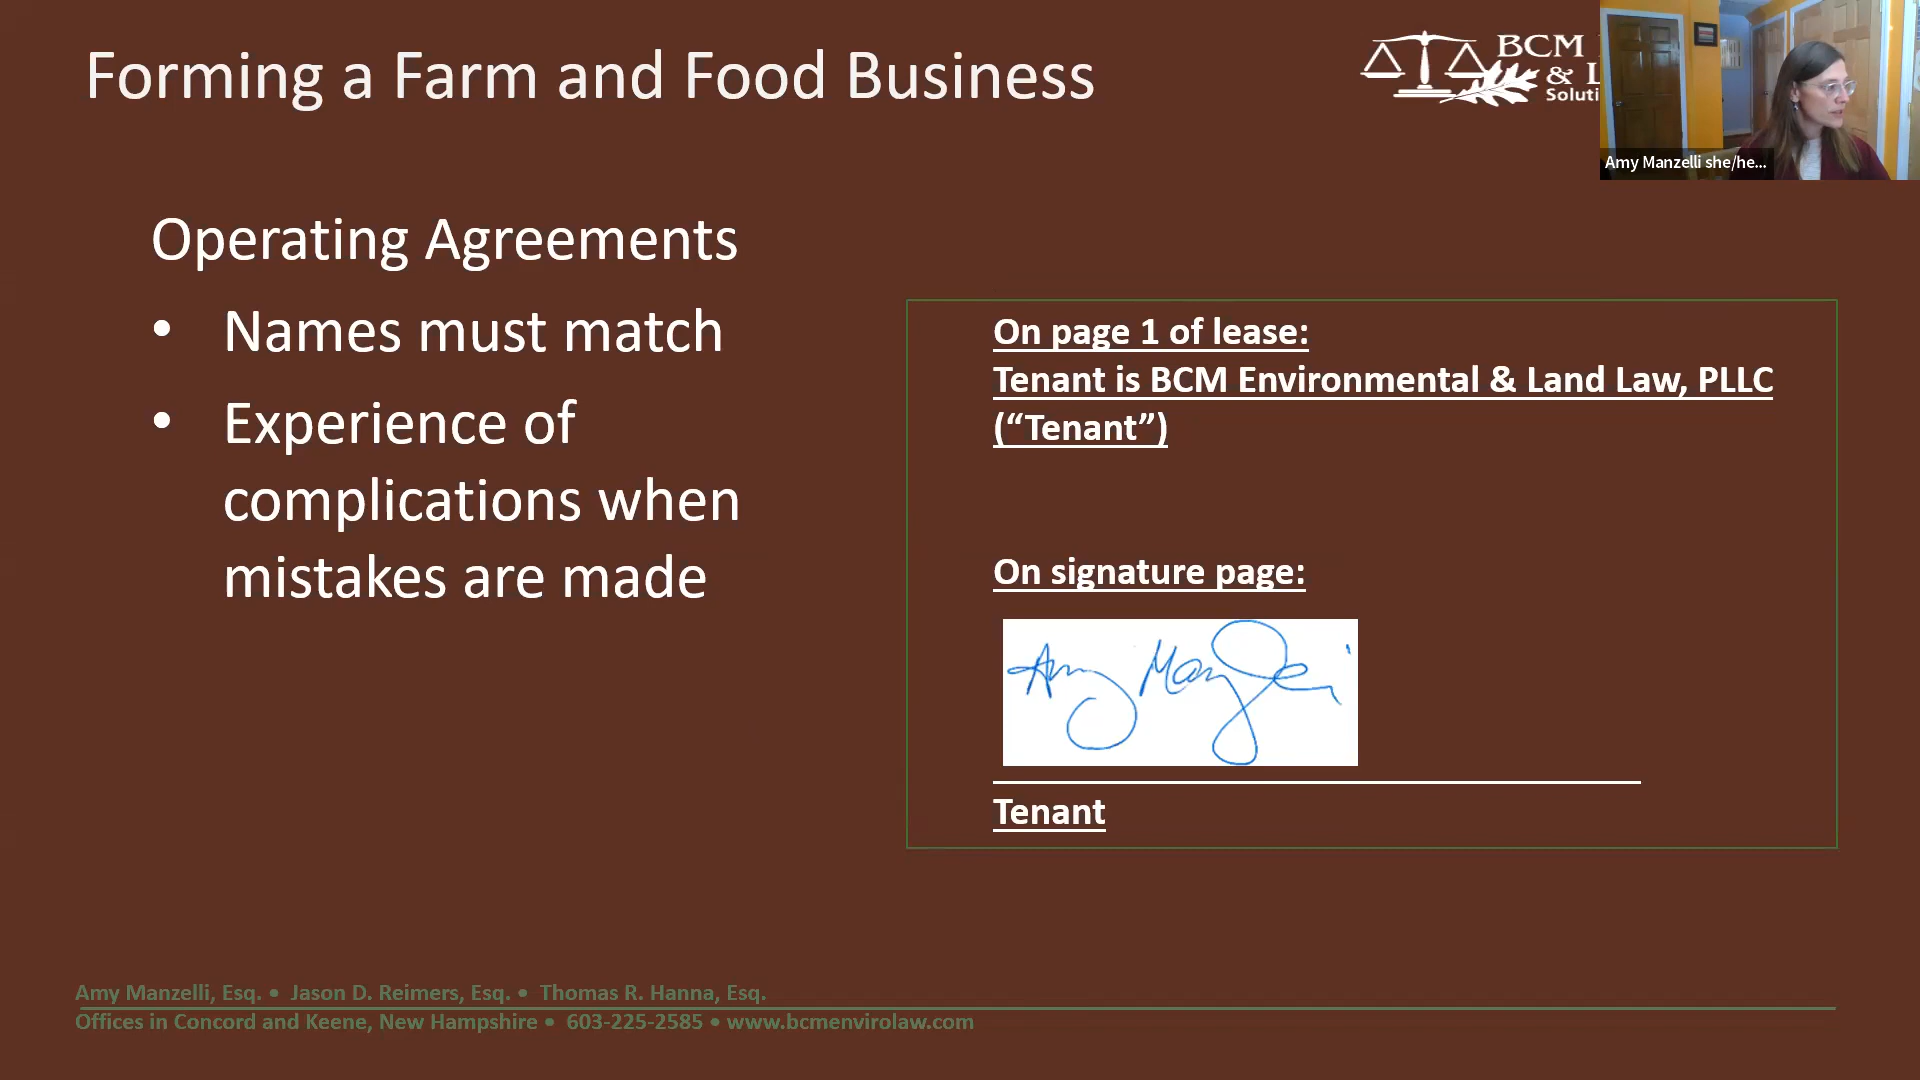 Forming a Farm and Food Business
BCM
& L
Soluti
Amy Manzelli she/he...
Operating Agreements
• Names must match
• Experience of
complications when
mistakes are made
On page 1 of lease:
Tenant is BCM Environmental & Land Law, PLLC
(“Tenant”)
On signature page:
Amy Manzelli
Tenant
Amy Manzelli, Esq. • Jason D. Reimers, Esq. • Thomas R. Hanna, Esq.
Offices in Concord and Keene, New Hampshire • 603-225-2585 • www.bcmenvirolaw.com